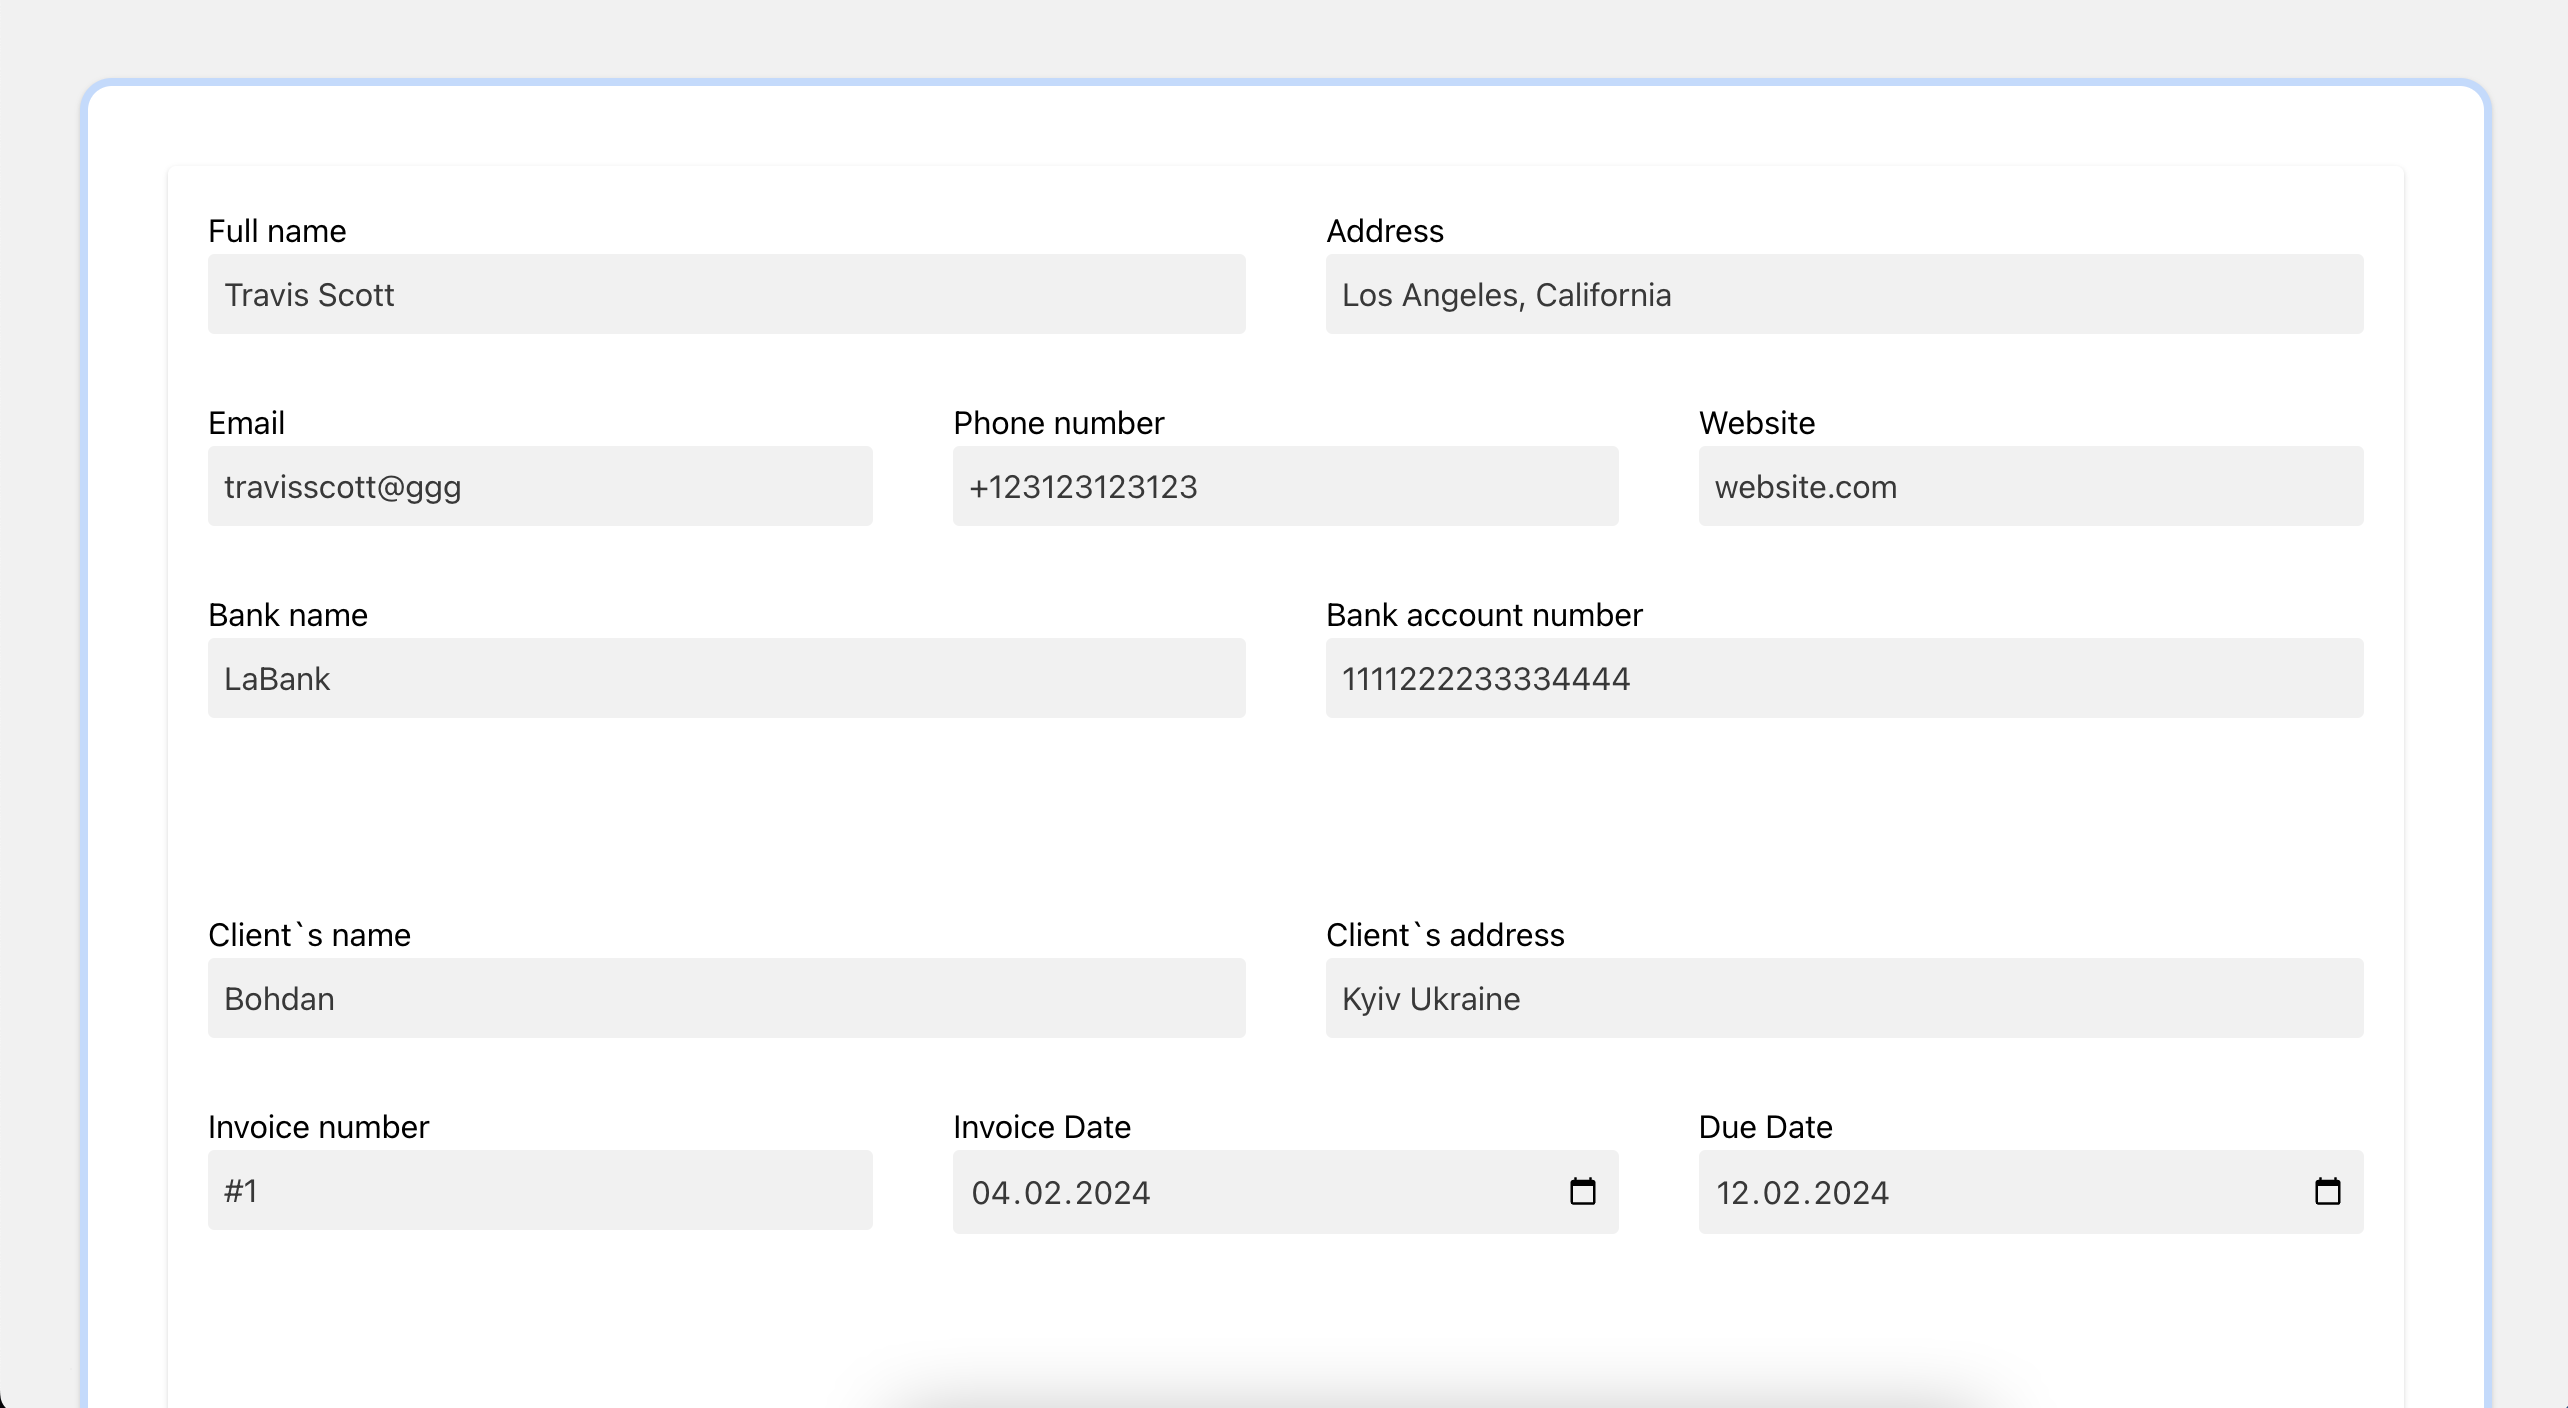 Full name
Address
Travis Scott
Los Angeles, California
Email
Phone number
Website
travisscott@ggg
+123123123123
website.com
Bank name
Bank account number
LaBank
1111222233334444
Client`s name
Client`s address
Bohdan
Kyiv Ukraine
Invoice number
Invoice Date
Due Date
#1
04.02.2024
12.02.2024